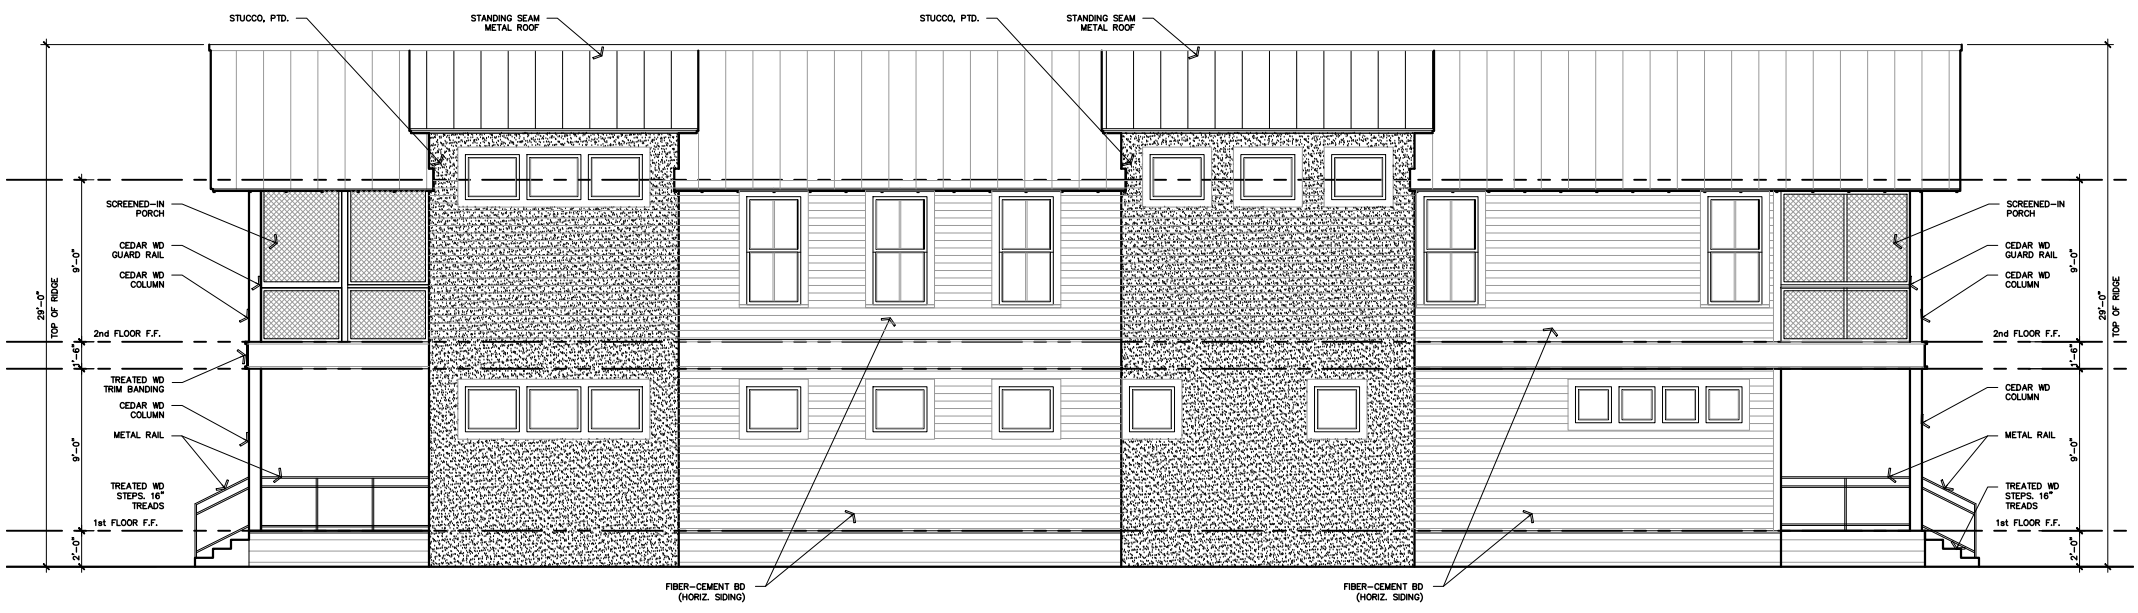 STUCCO, PTD.
STANDING SEAM
METAL ROOF
STUCCO, PTD.
STANDING SEAM
METAL ROOF
29'-0"
TOP OF RIDGE
9'-0"
1'-6"
9'-0"
2'-0"
SCREENED-IN
PORCH
CEDAR WD
GUARD RAIL
CEDAR WD
COLUMN
2nd FLOOR F.F.
TREATED WD
TRIM BANDING
CEDAR WD
COLUMN
METAL RAIL
TREATED WD
STEPS. 16"
TREADS
1st FLOOR F.F.
FIBER-CEMENT BD
(HORIZ. SIDING)
FIBER-CEMENT BD
(HORIZ. SIDING)
SCREENED-IN
PORCH
CEDAR WD
GUARD RAIL
CEDAR WD
COLUMN
2nd FLOOR F.F.
CEDAR WD
COLUMN
METAL RAIL
TREATED WD
STEPS. 16"
TREADS
1st FLOOR F.F.
9'-0"
1'-6"
9'-0"
2'-0"
29'-0"
TOP OF RIDGE